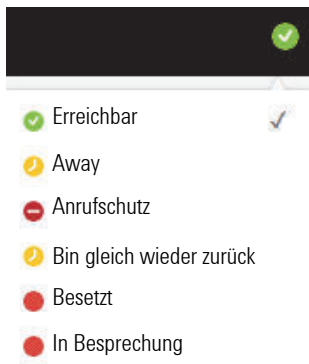 Erreichbar
Away
Anrufschutz
Bin gleich wieder zurück
Besetzt
In Besprechung